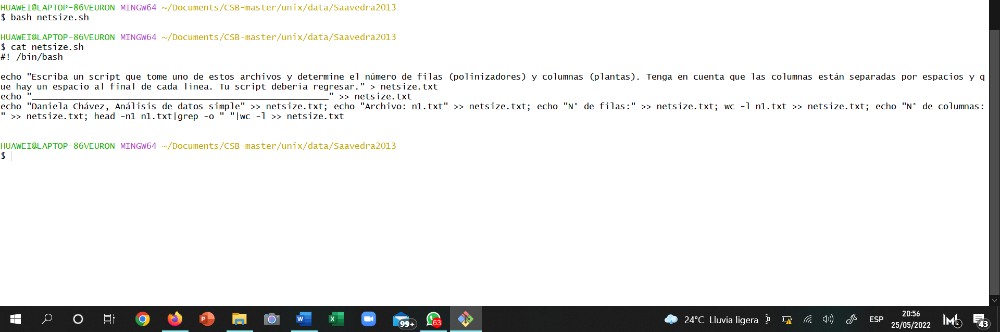 HUAWEI@LAPTOP-86VEURON MINGW64 ~/Documents/CSB-master/unix/data/Saavedra2013
$ bash netsize.sh
HUAWEI@LAPTOP-86VEURON MINGW64 ~/Documents/CSB-master/unix/data/Saavedra2013
$ cat netsize.sh
#! /bin/bash
echo "Escriba un script que tome uno de estos archivos y determine el número de filas (polinizadores) y columnas (plantas). Tenga en cuenta que las columnas están separadas por espacios y q
ue hay un espacio al final de cada línea. Tu script debería regresar." > netsize.txt
echo "_________________________________________________________" >> netsize.txt
echo "Daniela Chávez, Análisis de datos simple" >> netsize.txt; echo "Archivo: n1.txt" >> netsize.txt; echo "N° de filas:" >> netsize.txt; wc -l n1.txt >> netsize.txt; echo "N° de columnas:
" >> netsize.txt; head -n1 n1.txt|grep -o " "|wc -l >> netsize.txt
HUAWEI@LAPTOP-86VEURON MINGW64 ~/Documents/CSB-master/unix/data/Saavedra2013
$
99+
63
24°C Lluvia ligera
ESP
20:56
25/05/2022
2
43